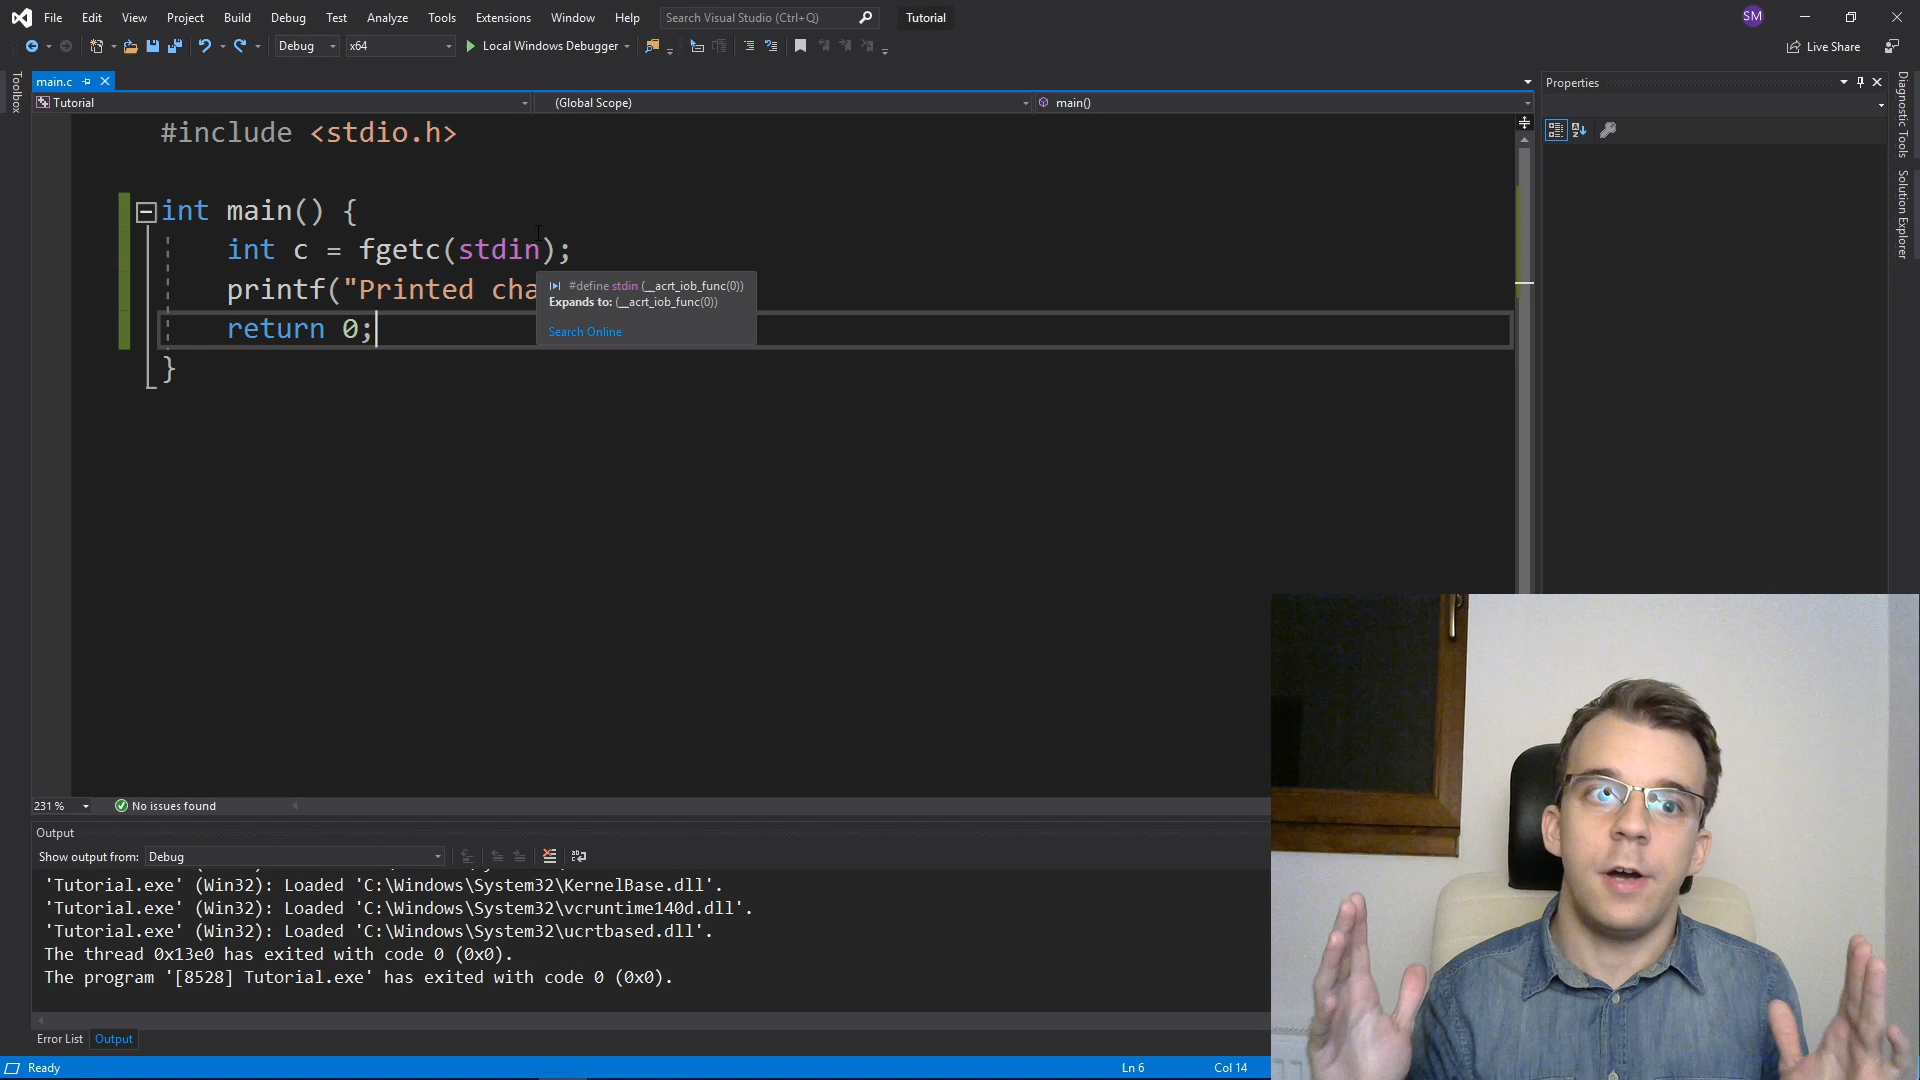 File Edit View Project Build Debug Test Analyze Tools Extensions Window Help Search Visual Studio (Ctrl+Q) Tutorial SM
Debug x64 Local Windows Debugger Live Share
main.c
Tutorial (Global Scope) main()
#include <stdio.h>
int main() {
int c = fgetc(stdin);
printf("Printed cha
return 0;
}
#define stdin (__acrt_iob_func(0))
Expands to: (__acrt_iob_func(0))
Search Online
Properties
Toolbox
Diagnostic Tools
Solution Explorer
231 % No issues found
Output
Show output from: Debug
'Tutorial.exe' (Win32): Loaded 'C:\Windows\System32\KernelBase.dll'.
'Tutorial.exe' (Win32): Loaded 'C:\Windows\System32\vcruntime140d.dll'.
'Tutorial.exe' (Win32): Loaded 'C:\Windows\System32\ucrtbased.dll'.
The thread 0x13e0 has exited with code 0 (0x0).
The program '[8528] Tutorial.exe' has exited with code 0 (0x0).
Error List Output
Ready Ln 6 Col 14